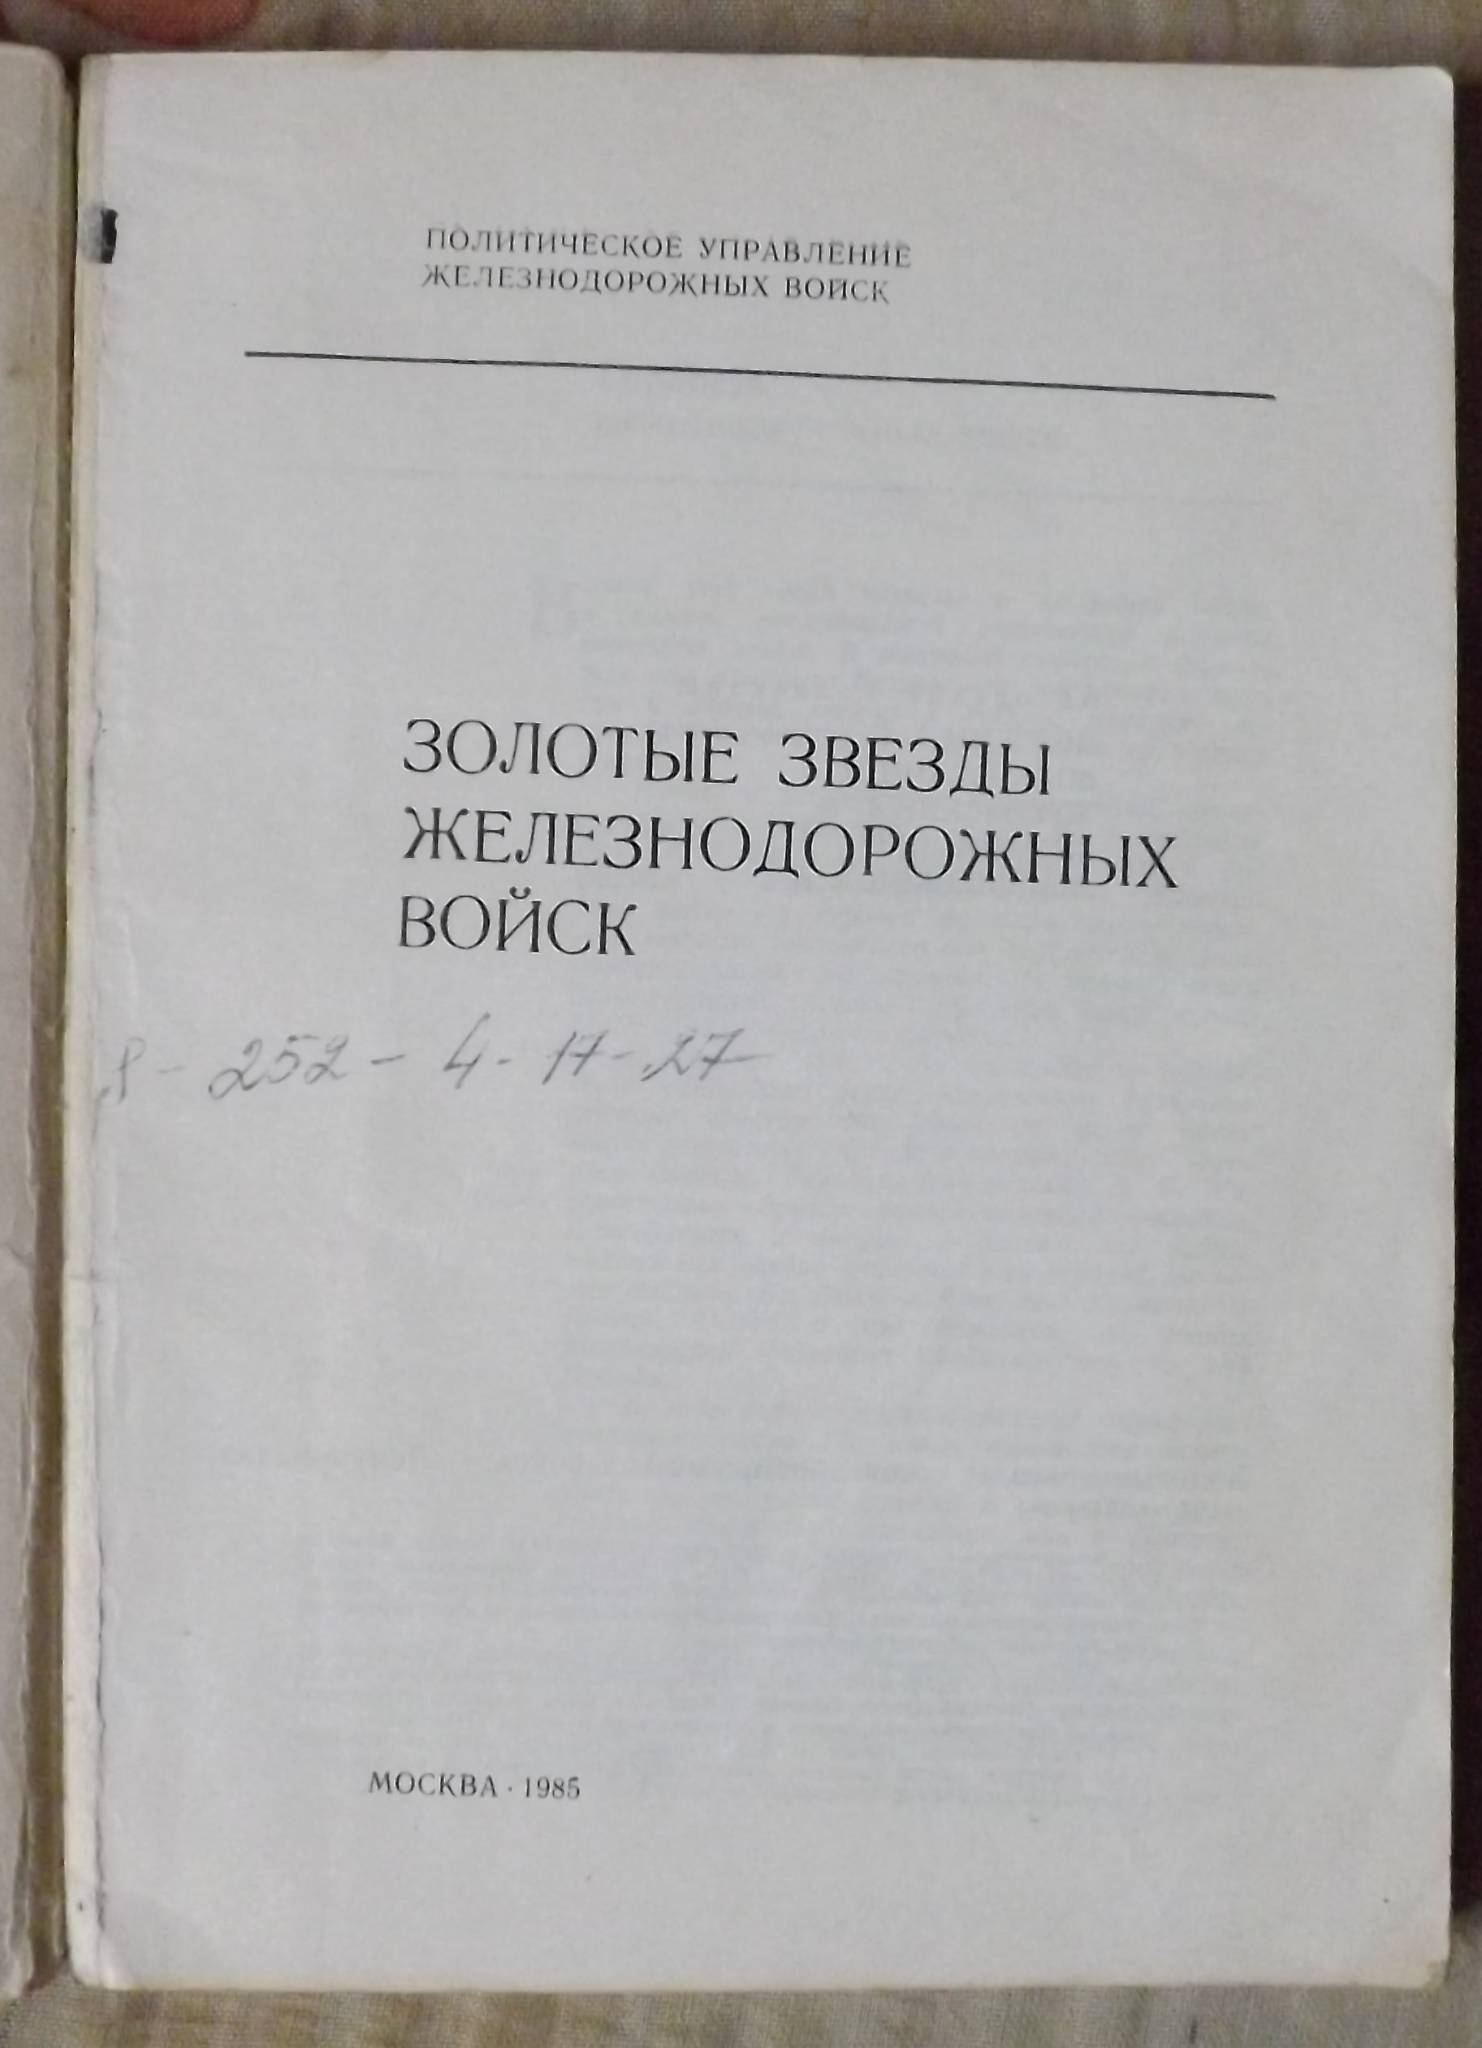 ПОЛИТИЧЕСКОЕ УПРАВЛЕНИЕ
ЖЕЛЕЗНОДОРОЖНЫХ ВОЙСК
ЗОЛОТЫЕ ЗВЕЗДЫ
ЖЕЛЕЗНОДОРОЖНЫХ
ВОЙСК
8 - 252 - 4 - 17 - 27
МОСКВА · 1985